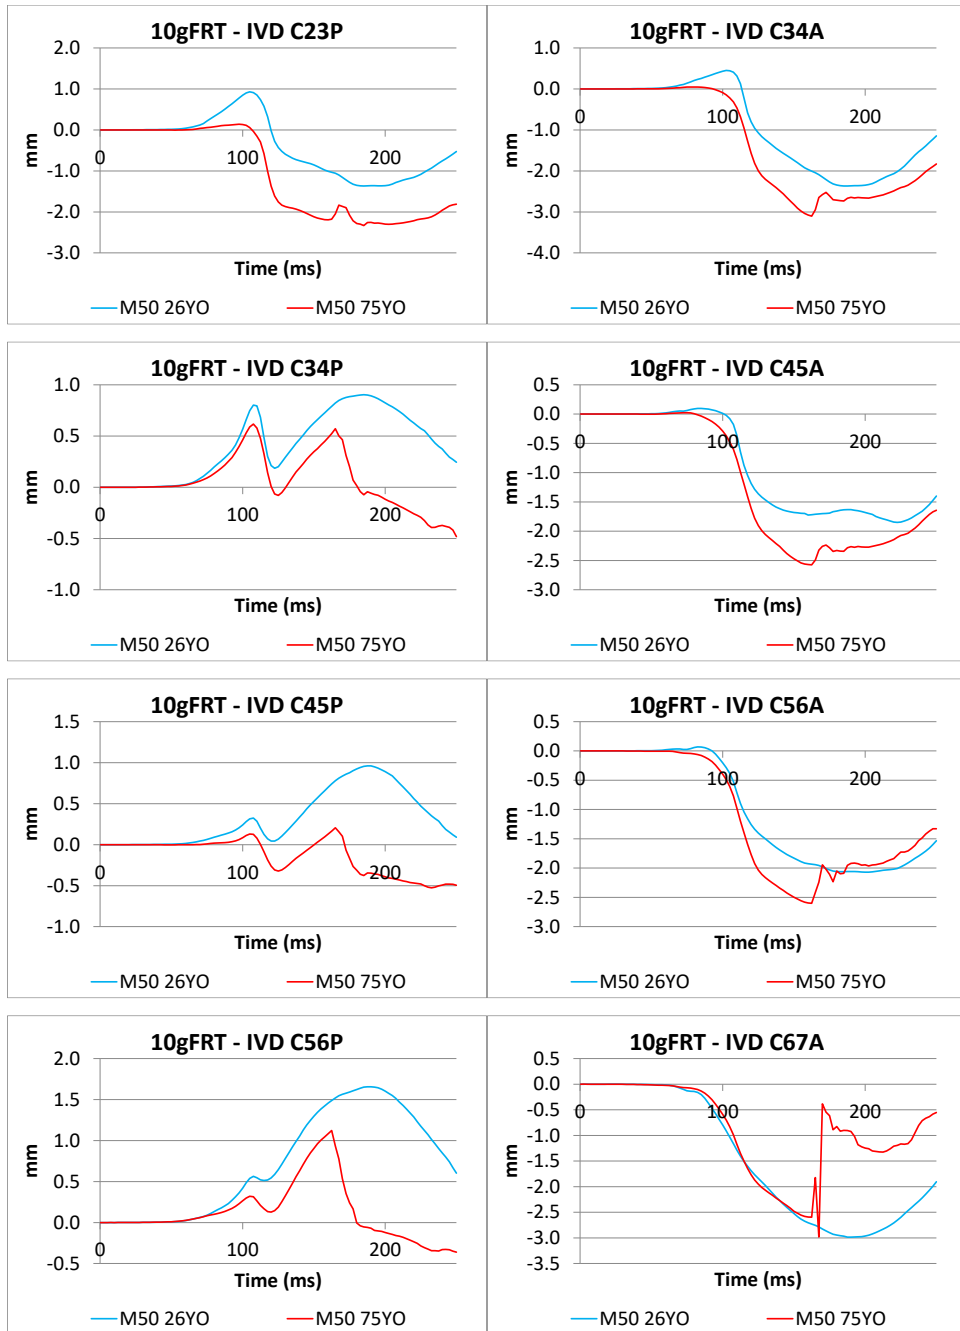 10gFRT - IVD C23P
2.0
1.0
0.0
-1.0
-2.0
-3.0
mm
0 100 200
Time (ms)
M50 26YO M50 75YO
10gFRT - IVD C34A
1.0
0.0
-1.0
-2.0
-3.0
-4.0
mm
0 100 200
Time (ms)
M50 26YO M50 75YO
10gFRT - IVD C34P
1.0
0.5
0.0
-0.5
-1.0
mm
0 100 200
Time (ms)
M50 26YO M50 75YO
10gFRT - IVD C45A
0.5
0.0
-0.5
-1.0
-1.5
-2.0
-2.5
-3.0
mm
0 100 200
Time (ms)
M50 26YO M50 75YO
10gFRT - IVD C45P
1.5
1.0
0.5
0.0
-0.5
-1.0
mm
0 100 200
Time (ms)
M50 26YO M50 75YO
10gFRT - IVD C56A
0.5
0.0
-0.5
-1.0
-1.5
-2.0
-2.5
-3.0
mm
0 100 200
Time (ms)
M50 26YO M50 75YO
10gFRT - IVD C56P
2.0
1.5
1.0
0.5
0.0
-0.5
mm
0 100 200
Time (ms)
M50 26YO M50 75YO
10gFRT - IVD C67A
0.5
0.0
-0.5
-1.0
-1.5
-2.0
-2.5
-3.0
-3.5
mm
0 100 200
Time (ms)
M50 26YO M50 75YO